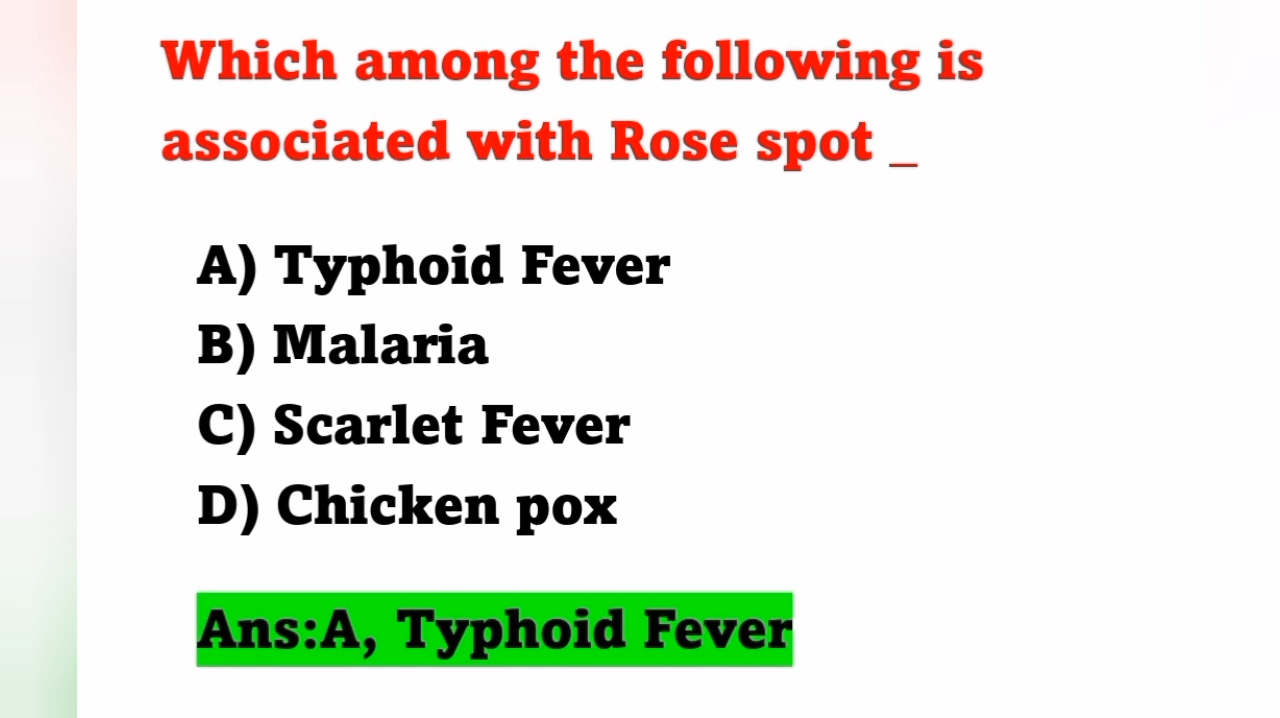 Which among the following is
associated with Rose spot _
A) Typhoid Fever
B) Malaria
C) Scarlet Fever
D) Chicken pox
Ans:A, Typhoid Fever